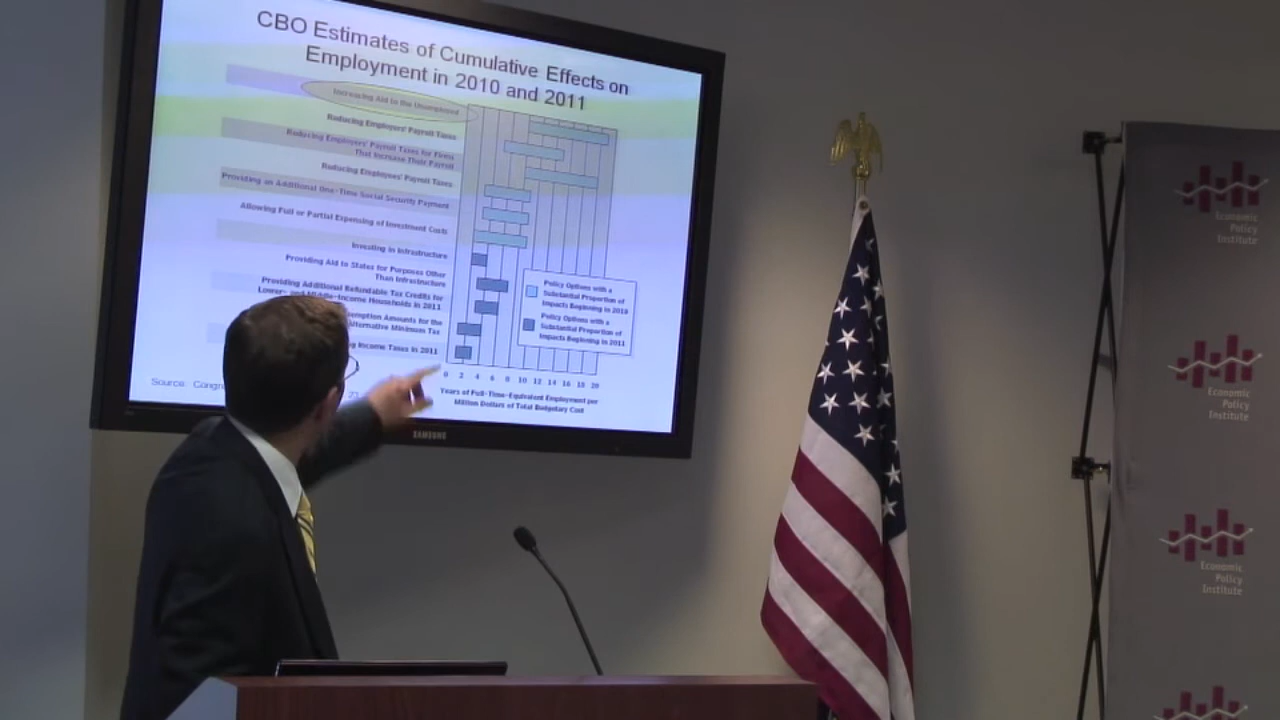 CBO Estimates of Cumulative Effects on
Employment in 2010 and 2011
Increasing Aid to the Unemployed
Reducing Employers' Payroll Taxes
Reducing Employers' Payroll Taxes for Firms
That Increase Their Payroll
Reducing Employees' Payroll Taxes
Providing an Additional One-Time Social Security Payment
Allowing Full or Partial Expensing of Investment Costs
Investing in Infrastructure
Providing Aid to States for Purposes Other
Than Infrastructure
Providing Additional Refundable Tax Credits for
Lower- and Middle-Income Households in 2011
emption Amounts for the
lternative Minimum Tax
g Income Taxes in 2011
Policy Options with a
Substantial Proportion of
Impacts Beginning in 2010
Policy Options with a
Substantial Proportion of
Impacts Beginning in 2011
0 2 4 6 8 10 12 14 16 18 20
Years of Full-Time-Equivalent Employment per
Million Dollars of Total Budgetary Cost
Source: Congr
23
SAMSUNG
Economic
Policy
Institute
Economic
Policy
Institute
Economic
Policy
Institute